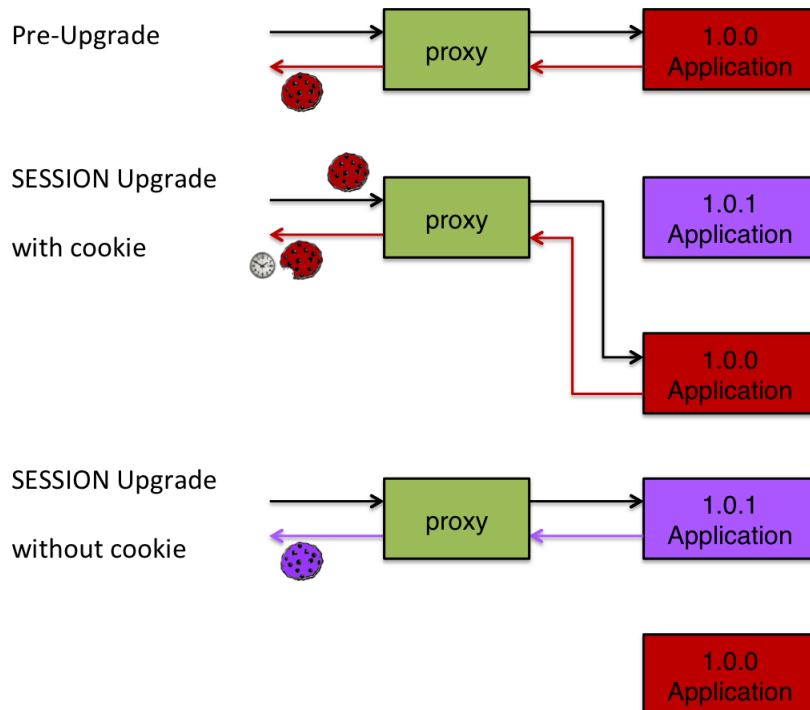 Pre-Upgrade
proxy
1.0.0
Application
SESSION Upgrade
with cookie
proxy
1.0.1
Application
1.0.0
Application
SESSION Upgrade
without cookie
proxy
1.0.1
Application
1.0.0
Application